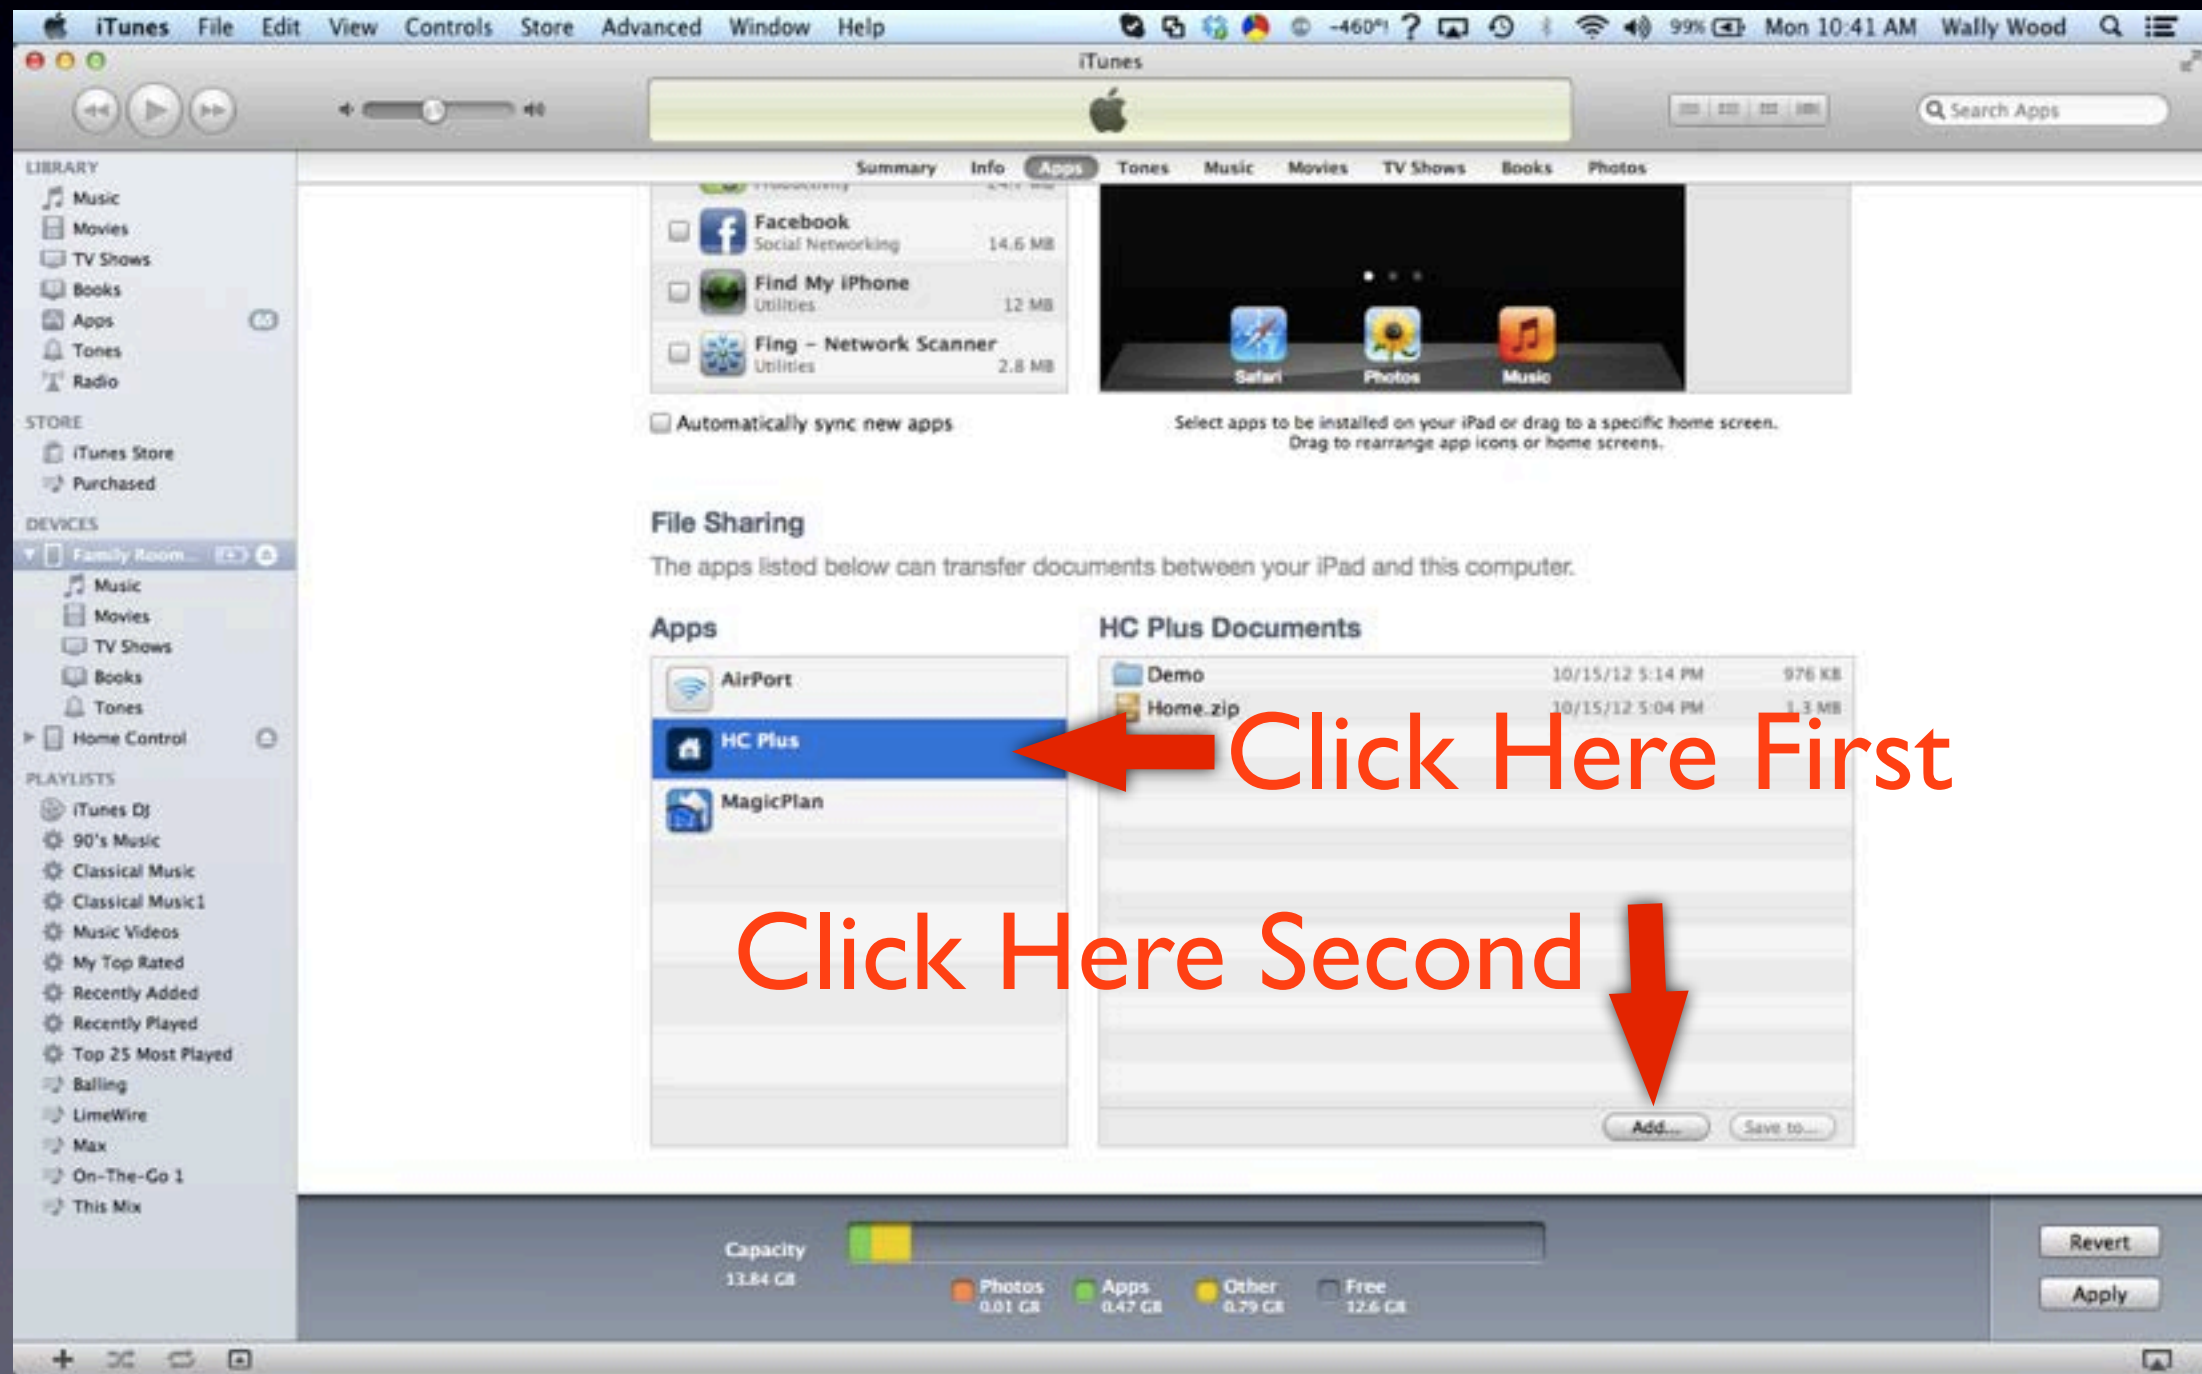 iTunes File Edit View Controls Store Advanced Window Help -460° ? 99% Mon 10:41 AM Wally Wood
iTunes
Search Apps
Summary Info Apps Tones Music Movies TV Shows Books Photos
LIBRARY
Music
Movies
TV Shows
Books
Apps
Tones
Radio
STORE
iTunes Store
Purchased
DEVICES
Family Room...
Music
Movies
TV Shows
Books
Tones
Home Control
PLAYLISTS
iTunes DJ
90's Music
Classical Music
Classical Music1
Music Videos
My Top Rated
Recently Added
Recently Played
Top 25 Most Played
Balling
LimeWire
Max
On-The-Go 1
This Mix
Productivity 24.7 MB
Facebook
Social Networking 14.6 MB
Find My iPhone
Utilities 12 MB
Fing – Network Scanner
Utilities 2.8 MB
Automatically sync new apps
Safari Photos Music
Select apps to be installed on your iPad or drag to a specific home screen.
Drag to rearrange app icons or home screens.
File Sharing
The apps listed below can transfer documents between your iPad and this computer.
Apps
AirPort
HC Plus
MagicPlan
HC Plus Documents
Demo 10/15/12 5:14 PM 976 KB
Home.zip 10/15/12 5:04 PM 1.3 MB
Click Here First
Click Here Second
Add... Save to...
Capacity
13.84 GB
Photos
0.01 GB
Apps
0.47 GB
Other
0.79 GB
Free
12.6 GB
Revert
Apply